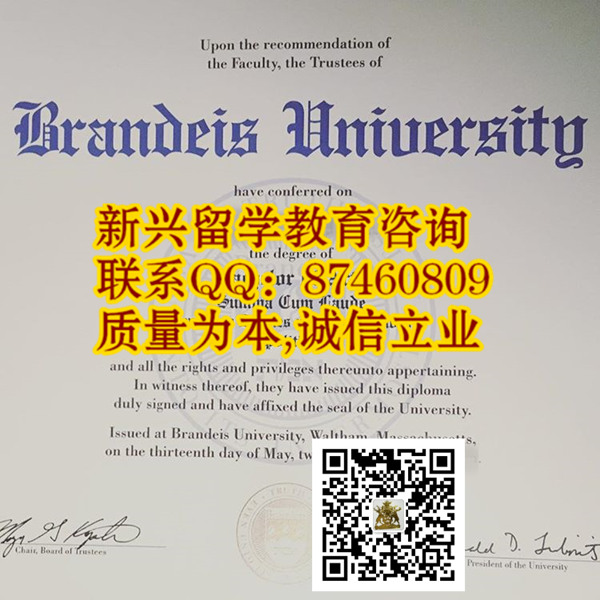 Upon the recommendation of
the Faculty, the Trustees of
Brandeis University
have conferred on
新兴留学教育咨询
the degree of
联系QQ：87460809
Summa Cum Laude
质量为本,诚信立业
and all the rights and privileges thereunto appertaining.
In witness thereof, they have issued this diploma
duly signed and have affixed the seal of the University.
Issued at Brandeis University, Waltham, Massachusetts,
on the thirteenth day of May,
Chair, Board of Trustees
President of the University